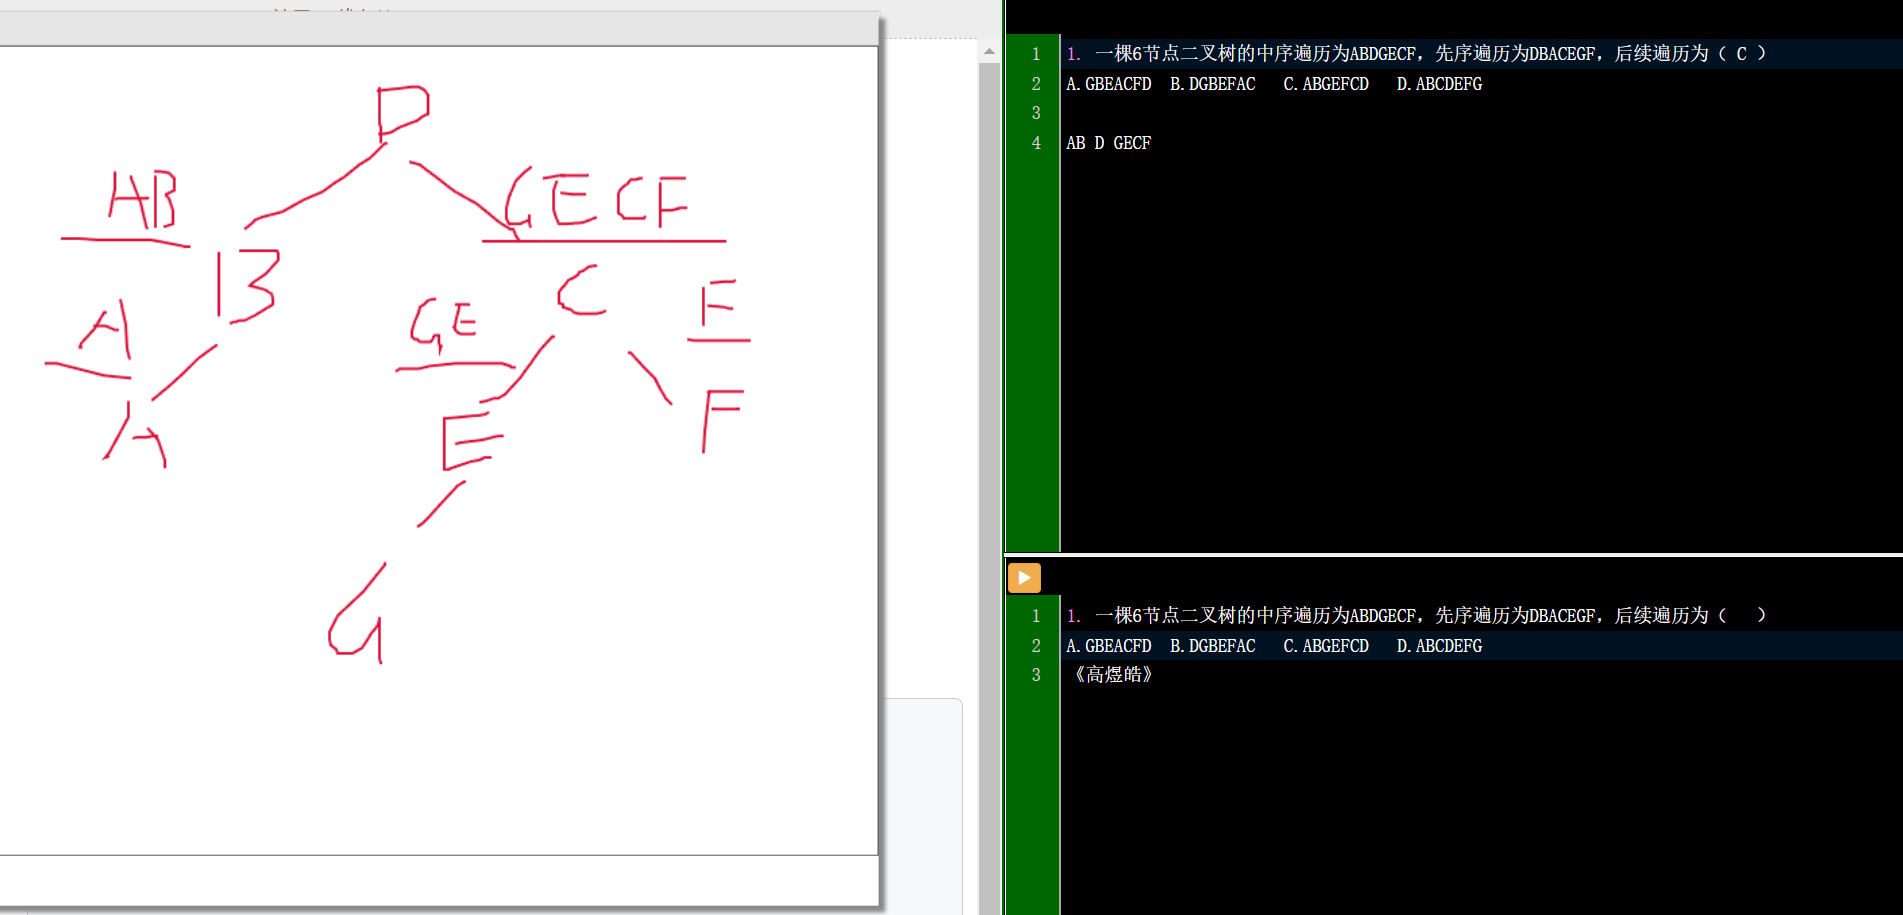 D
AB
GECF
B
C
A
GE
F
A
E
F
G
1 1. 一棵6节点二叉树的中序遍历为ABDGECF，先序遍历为DBACEGF，后续遍历为（ C ）
2 A.GBEACFD B.DGBEFAC C.ABGEFCD D.ABCDEFG
3
4 AB D GECF
1 1. 一棵6节点二叉树的中序遍历为ABDGECF，先序遍历为DBACEGF，后续遍历为（ ）
2 A.GBEACFD B.DGBEFAC C.ABGEFCD D.ABCDEFG
3 《高煜皓》